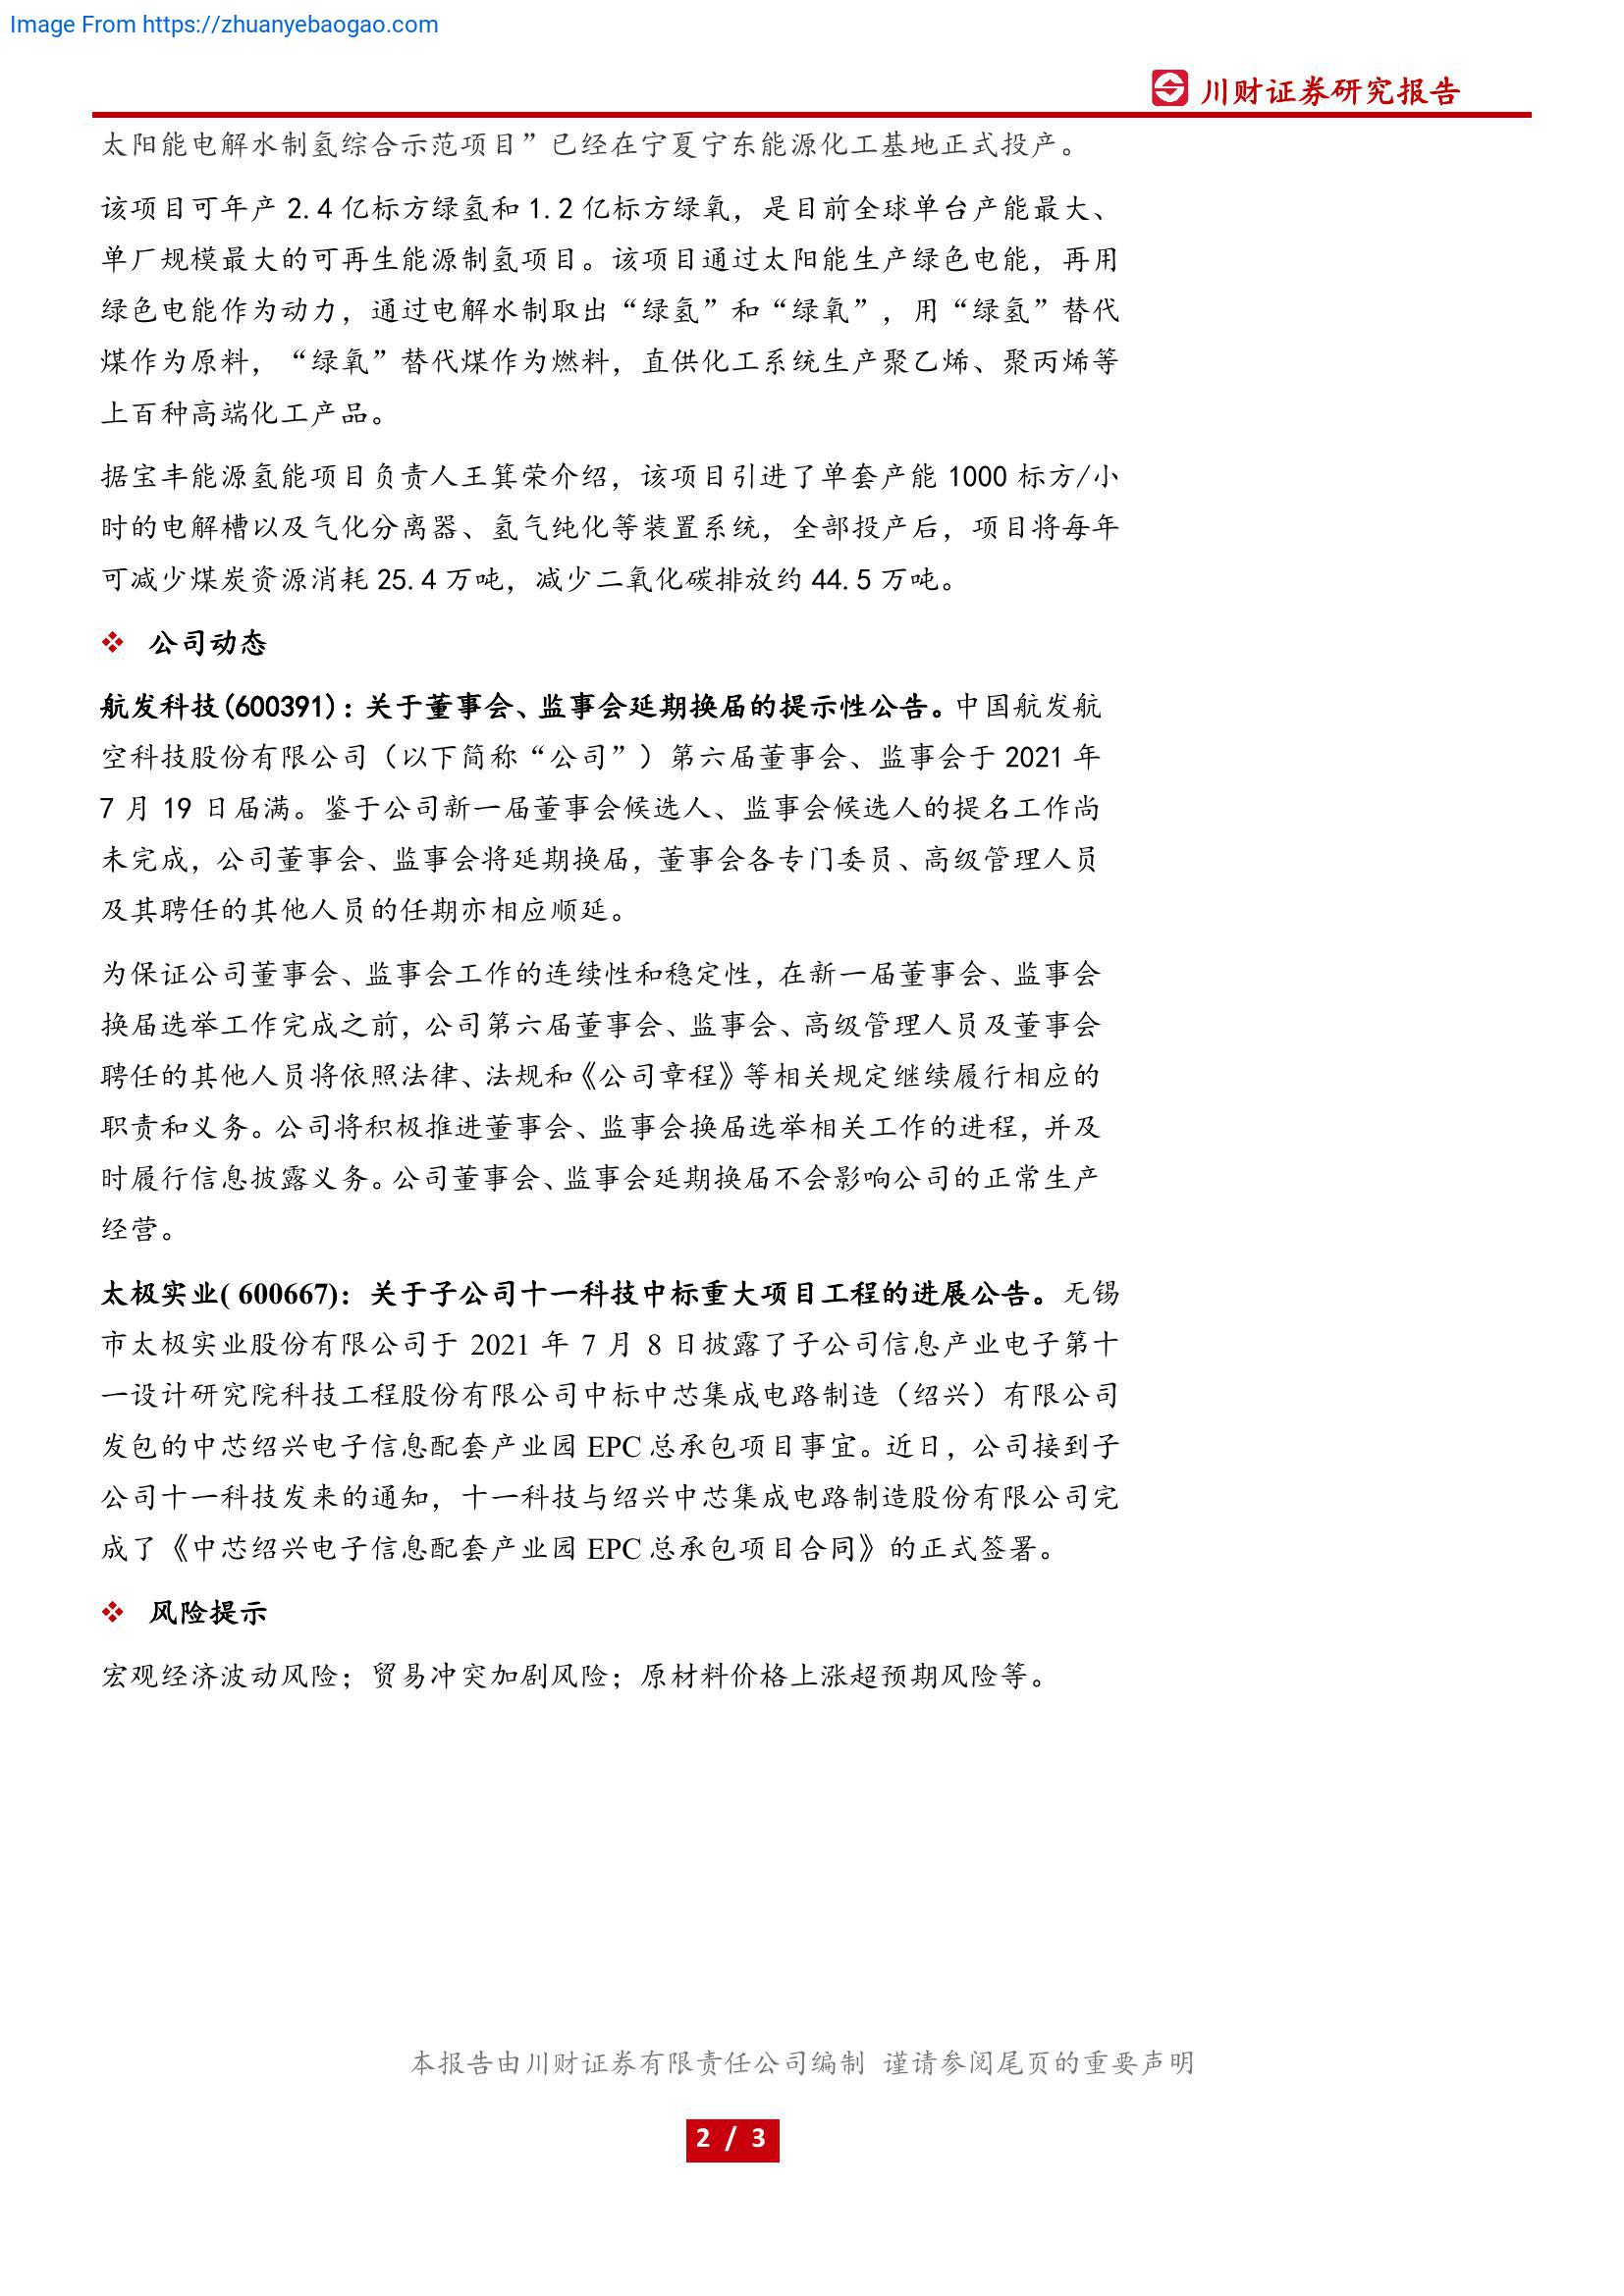 Image From https://zhuanyebaogao.com
川财证券研究报告
太阳能电解水制氢综合示范项目”已经在宁夏宁东能源化工基地正式投产。
该项目可年产 2.4 亿标方绿氢和 1.2 亿标方绿氧，是目前全球单台产能最大、
单厂规模最大的可再生能源制氢项目。该项目通过太阳能生产绿色电能，再用
绿色电能作为动力，通过电解水制取出“绿氢”和“绿氧”，用“绿氢”替代
煤作为原料，“绿氧”替代煤作为燃料，直供化工系统生产聚乙烯、聚丙烯等
上百种高端化工产品。
据宝丰能源氢能项目负责人王箕荣介绍，该项目引进了单套产能 1000 标方/小
时的电解槽以及气化分离器、氢气纯化等装置系统，全部投产后，项目将每年
可减少煤炭资源消耗 25.4 万吨，减少二氧化碳排放约 44.5 万吨。
❖ 公司动态
航发科技(600391)：关于董事会、监事会延期换届的提示性公告。中国航发航
空科技股份有限公司（以下简称“公司”）第六届董事会、监事会于 2021 年
7 月 19 日届满。鉴于公司新一届董事会候选人、监事会候选人的提名工作尚
未完成，公司董事会、监事会将延期换届，董事会各专门委员、高级管理人员
及其聘任的其他人员的任期亦相应顺延。
为保证公司董事会、监事会工作的连续性和稳定性，在新一届董事会、监事会
换届选举工作完成之前，公司第六届董事会、监事会、高级管理人员及董事会
聘任的其他人员将依照法律、法规和《公司章程》等相关规定继续履行相应的
职责和义务。公司将积极推进董事会、监事会换届选举相关工作的进程，并及
时履行信息披露义务。公司董事会、监事会延期换届不会影响公司的正常生产
经营。
太极实业( 600667)：关于子公司十一科技中标重大项目工程的进展公告。无锡
市太极实业股份有限公司于 2021 年 7 月 8 日披露了子公司信息产业电子第十
一设计研究院科技工程股份有限公司中标中芯集成电路制造（绍兴）有限公司
发包的中芯绍兴电子信息配套产业园 EPC 总承包项目事宜。近日，公司接到子
公司十一科技发来的通知，十一科技与绍兴中芯集成电路制造股份有限公司完
成了《中芯绍兴电子信息配套产业园 EPC 总承包项目合同》的正式签署。
❖ 风险提示
宏观经济波动风险；贸易冲突加剧风险；原材料价格上涨超预期风险等。
本报告由川财证券有限责任公司编制 谨请参阅尾页的重要声明
2 / 3